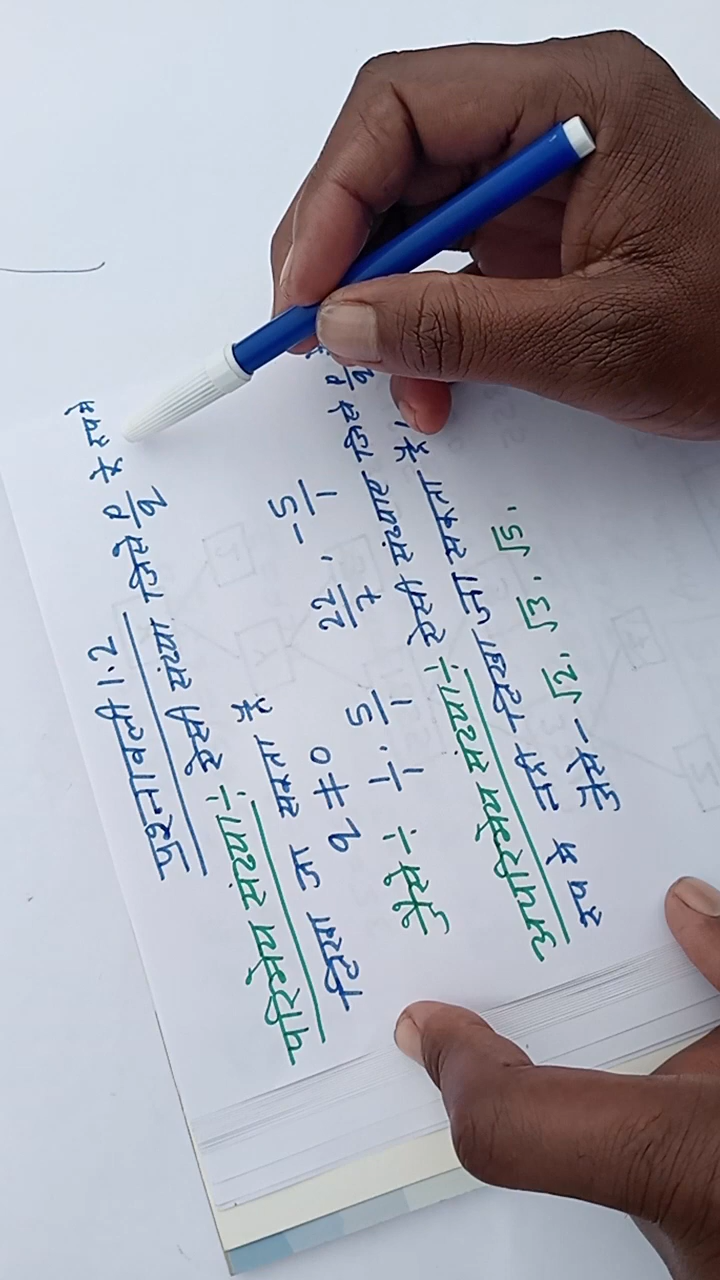 प्रश्नावली 1.2
परिमेय संख्या ÷ ऐसी संख्या जिसे p/q के रूप में
लिखा जा सकता है
q ≠ 0
जैसे ÷ 1/1, 5/1 22/7, -5/1
अपरिमेय संख्या ÷ ऐसी संख्याए जिसे p/q के
रूप में नही लिखा जा सकता है,
जैसे - √2. √3. √5.